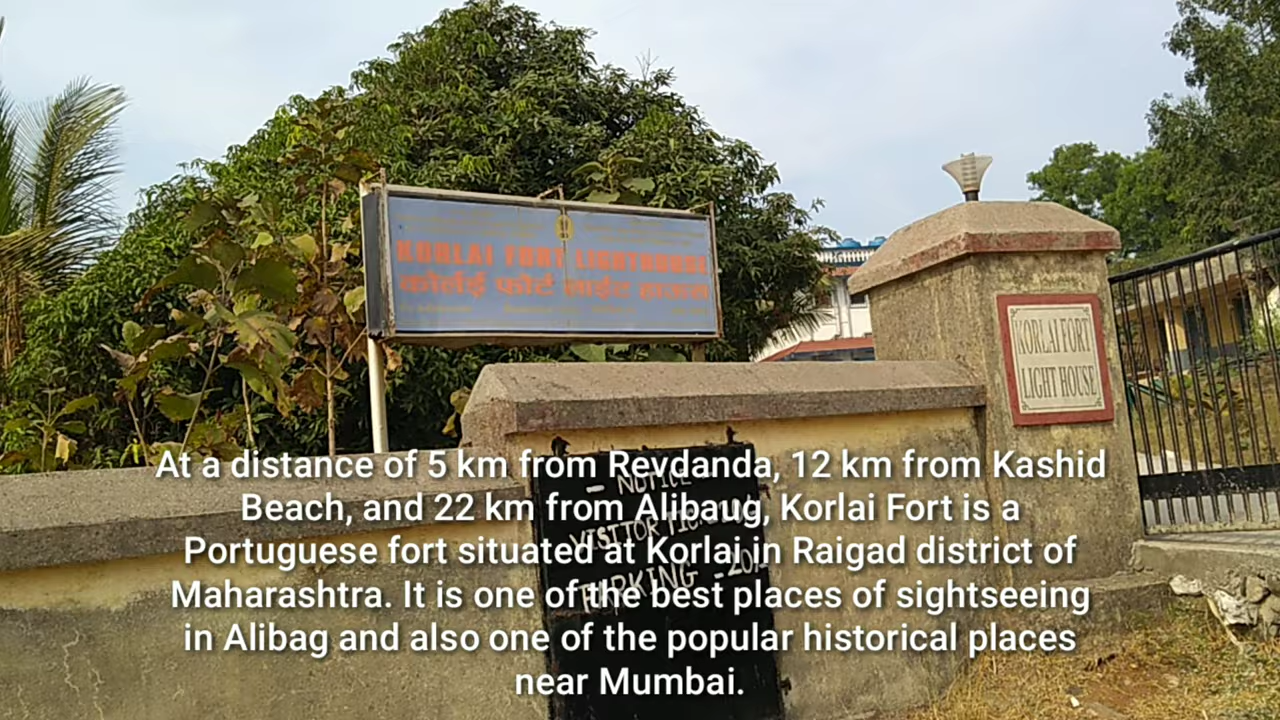 KORLAI FORT LIGHTHOUSE
कोर्लई फोर्ट लाईट हाऊस
KORLAI FORT
LIGHT HOUSE
- NOTICE -
VISITOR
PARKING
At a distance of 5 km from Revdanda, 12 km from Kashid
Beach, and 22 km from Alibaug, Korlai Fort is a
Portuguese fort situated at Korlai in Raigad district of
Maharashtra. It is one of the best places of sightseeing
in Alibag and also one of the popular historical places
near Mumbai.